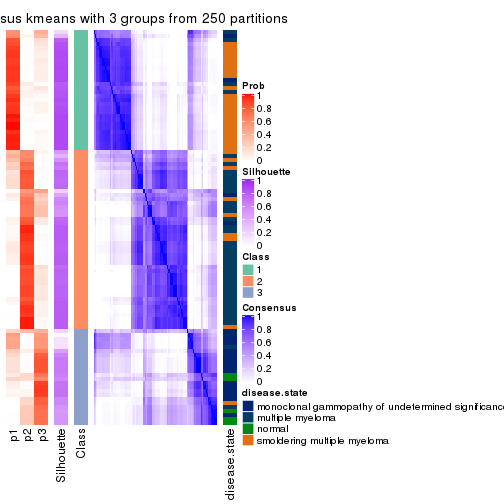 sus kmeans with 3 groups from 250 partitions
Prob
1
0.8
0.6
0.4
0.2
0
Silhouette
1
0.8
0.6
0.4
0.2
0
Class
1
2
3
Consensus
1
0.8
0.6
0.4
0.2
0
disease.state
monoclonal gammopathy of undetermined significance
multiple myeloma
normal
smoldering multiple myeloma
p1
p2
p3
Silhouette
Class
disease.state